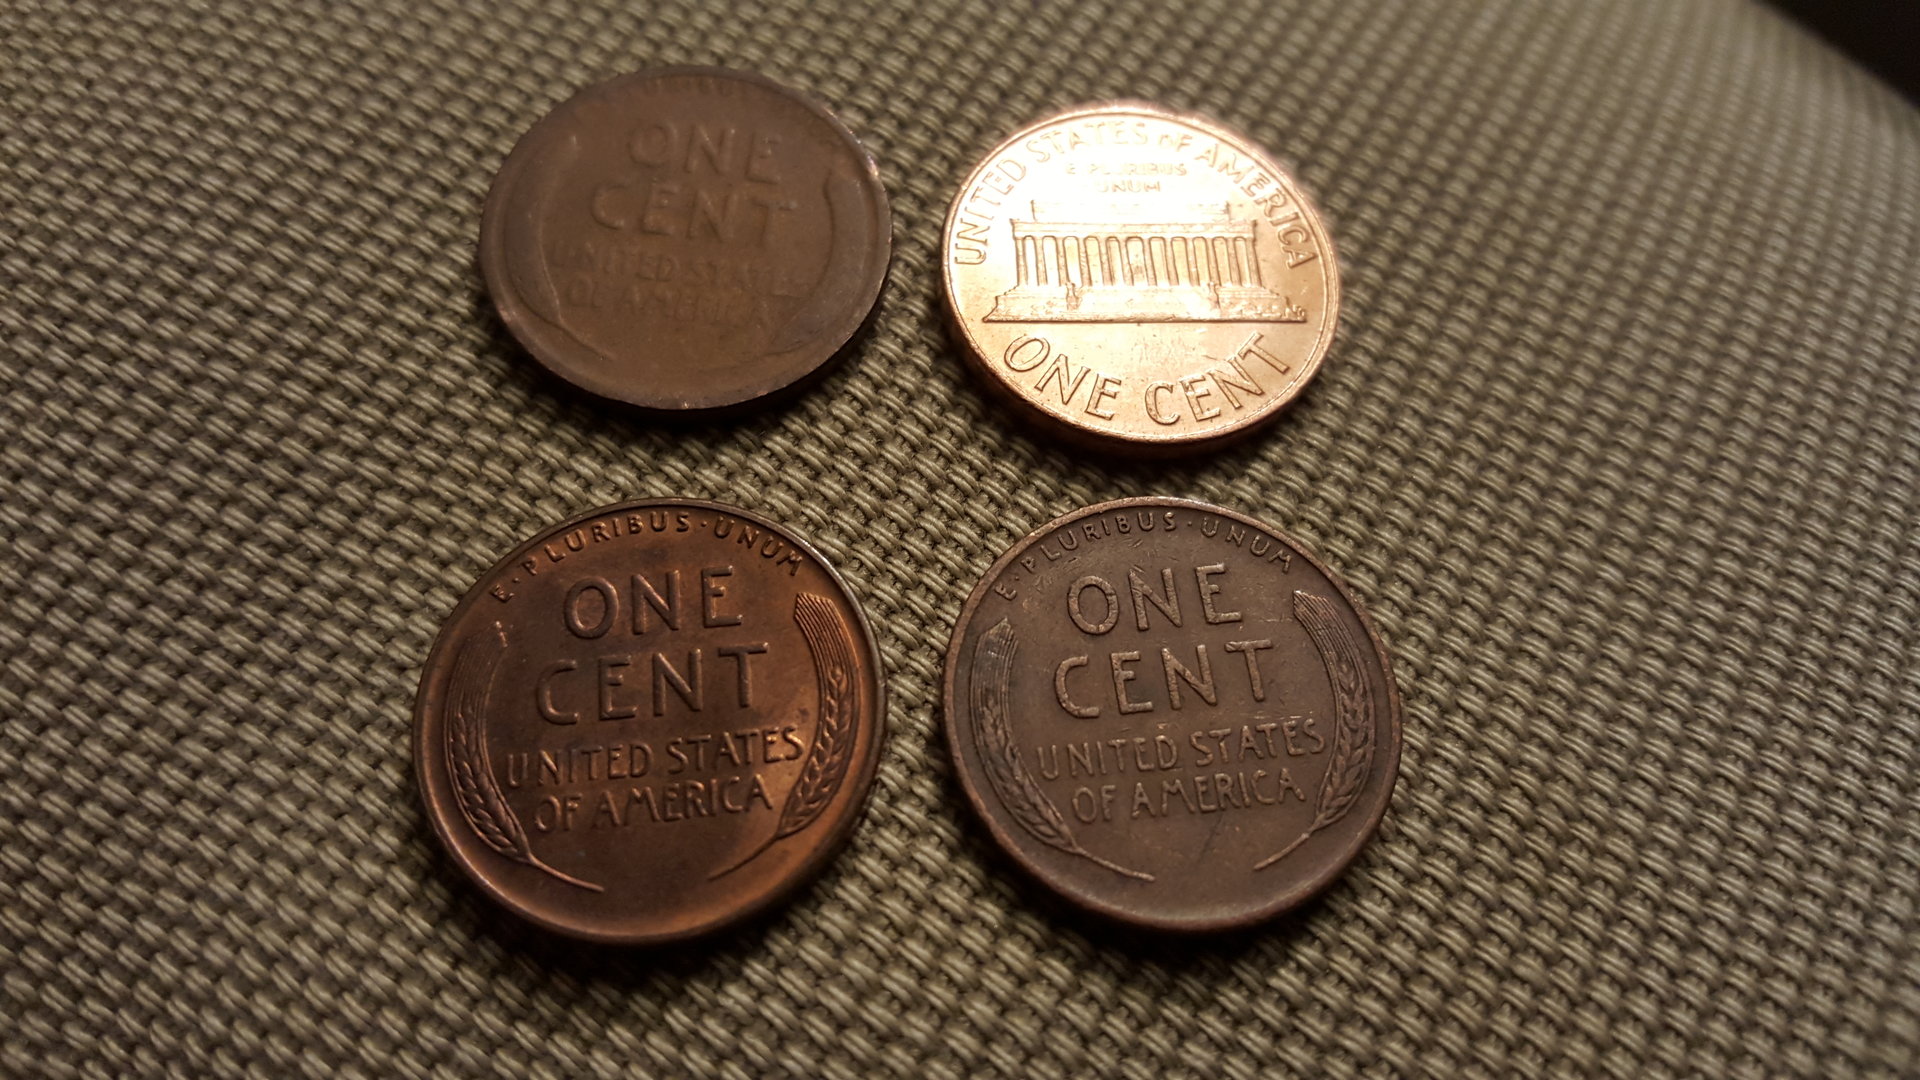 ONE
CENT
UNITED STATES
OF AMERICA
UNITED STATES OF AMERICA
E PLURIBUS
UNUM
ONE CENT
E·PLURIBUS·UNUM
ONE
CENT
UNITED STATES
OF AMERICA
E·PLURIBUS·UNUM
ONE
CENT
UNITED STATES
OF AMERICA